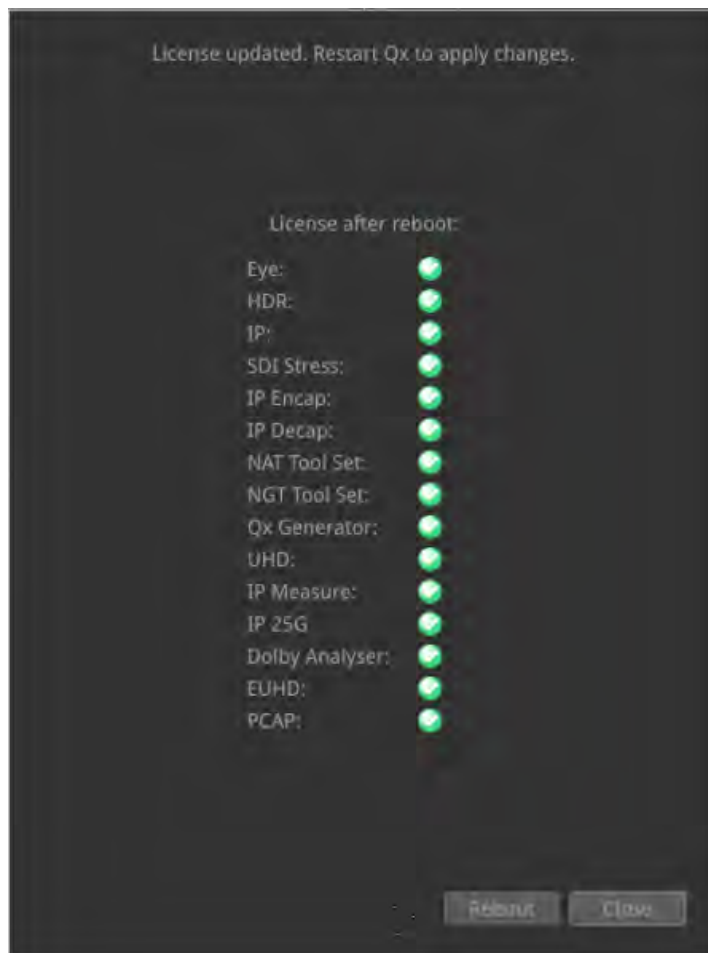 License updated. Restart Qx to apply changes.
License after reboot:
Eye:
HDR:
IP:
SDI Stress:
IP Encap:
IP Decap:
NAT Tool Set:
NGT Tool Set:
Qx Generator:
UHD:
IP Measure:
IP 25G
Dolby Analyser:
EUHD:
PCAP:
Reboot Close